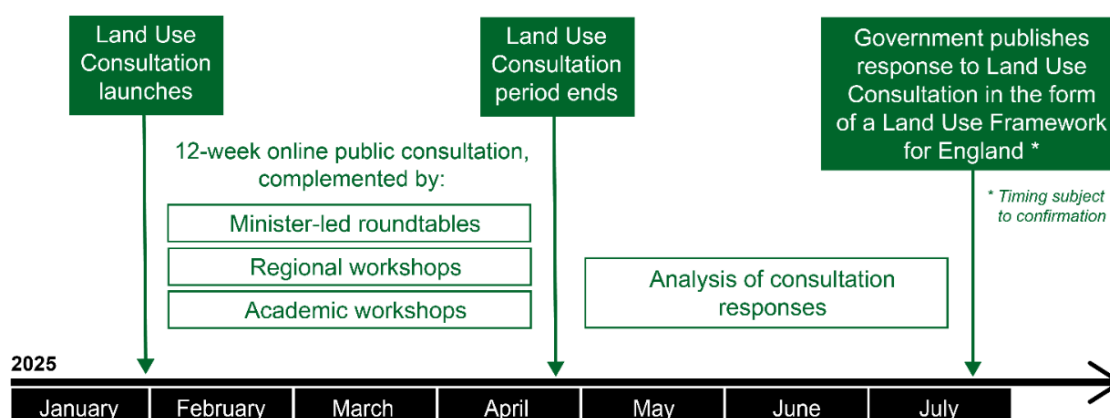 Land Use
Consultation
launches
Land Use
Consultation
period ends
Government publishes
response to Land Use
Consultation in the form
of a Land Use Framework
for England *
12-week online public consultation,
complemented by:
Minister-led roundtables
Regional workshops
Academic workshops
* Timing subject
to confirmation
Analysis of consultation
responses
2025
January February March April May June July